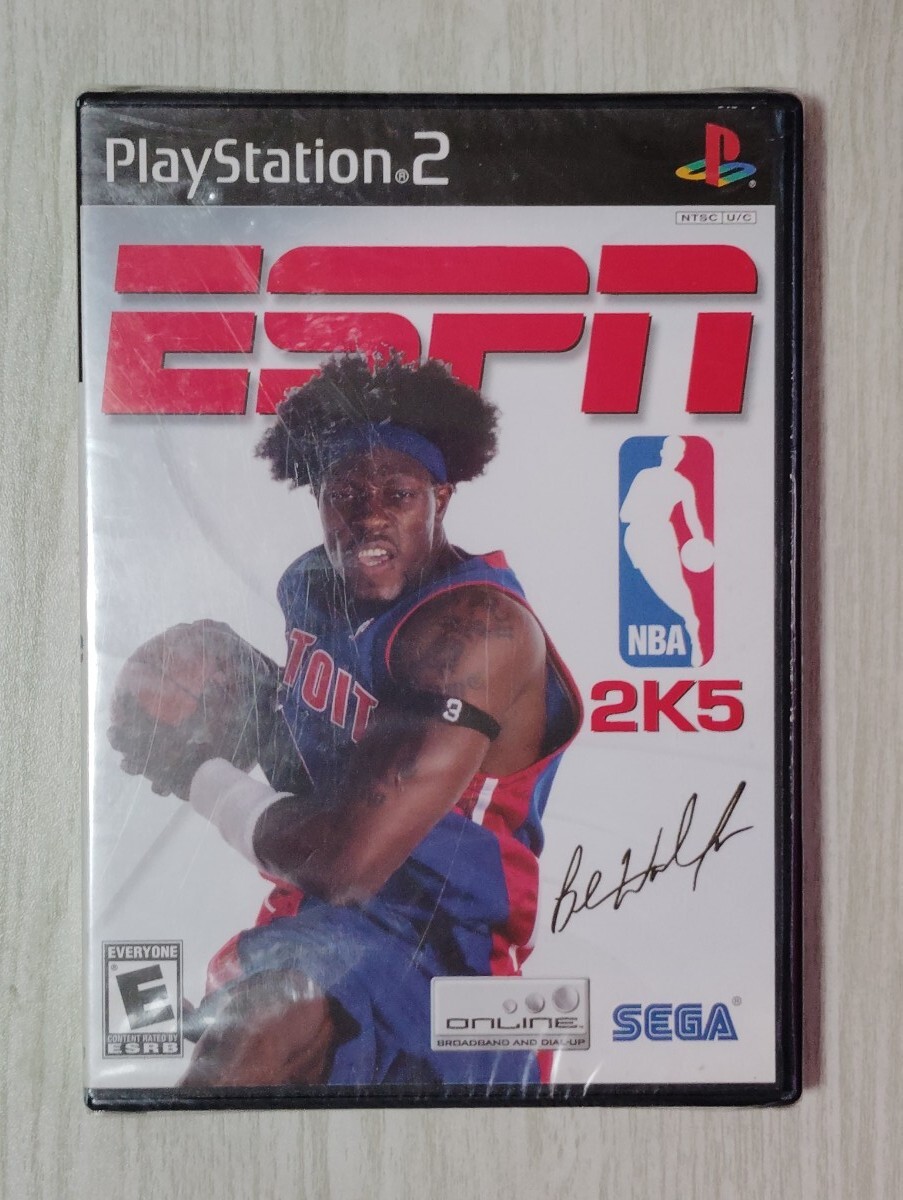 PlayStation®2
NTSC U/C
ESPN
NBA
2K5
TOIT
3
EVERYONE
E
CONTENT RATED BY
ESRB
ONLINE
BROADBAND AND DIAL-UP
SEGA®